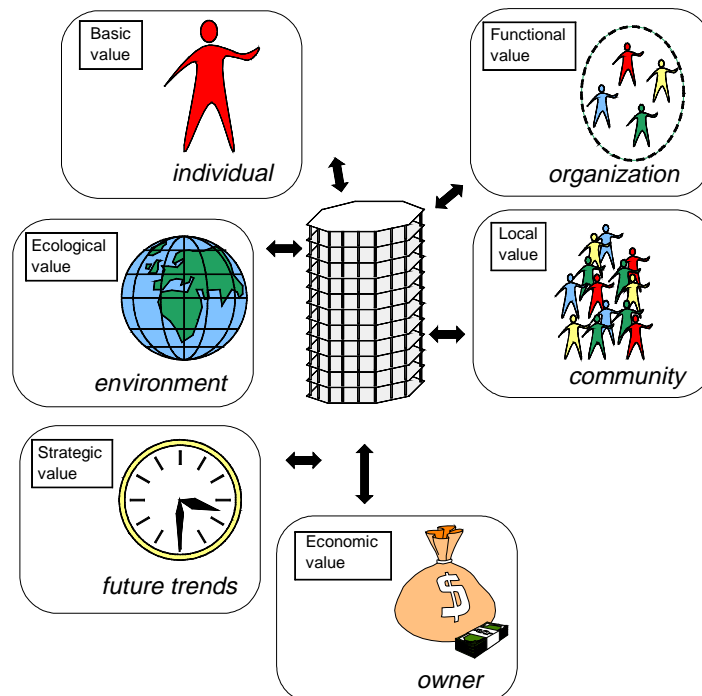 Basic
value
individual
Functional
value
organization
Ecological
value
environment
Local
value
community
Strategic
value
future trends
Economic
value
$
owner